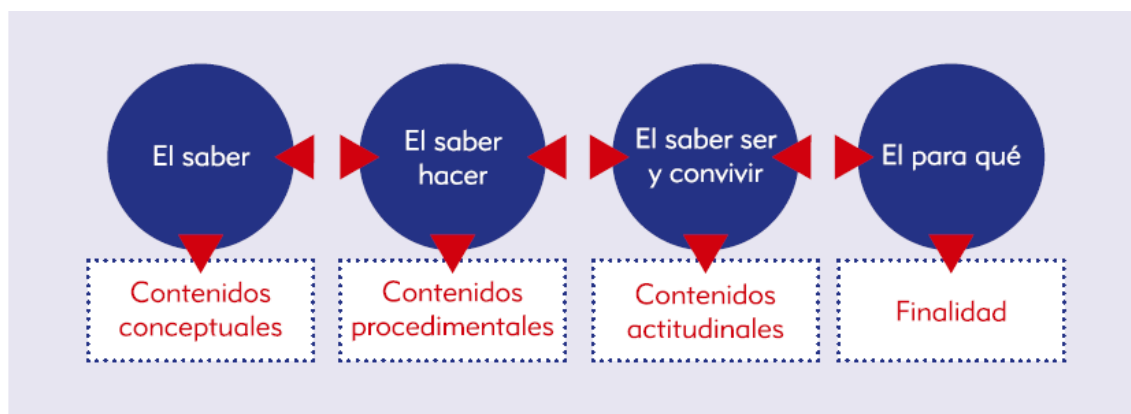 El saber
El saber
hacer
El saber ser
y convivir
El para qué
Contenidos
conceptuales
Contenidos
procedimentales
Contenidos
actitudinales
Finalidad